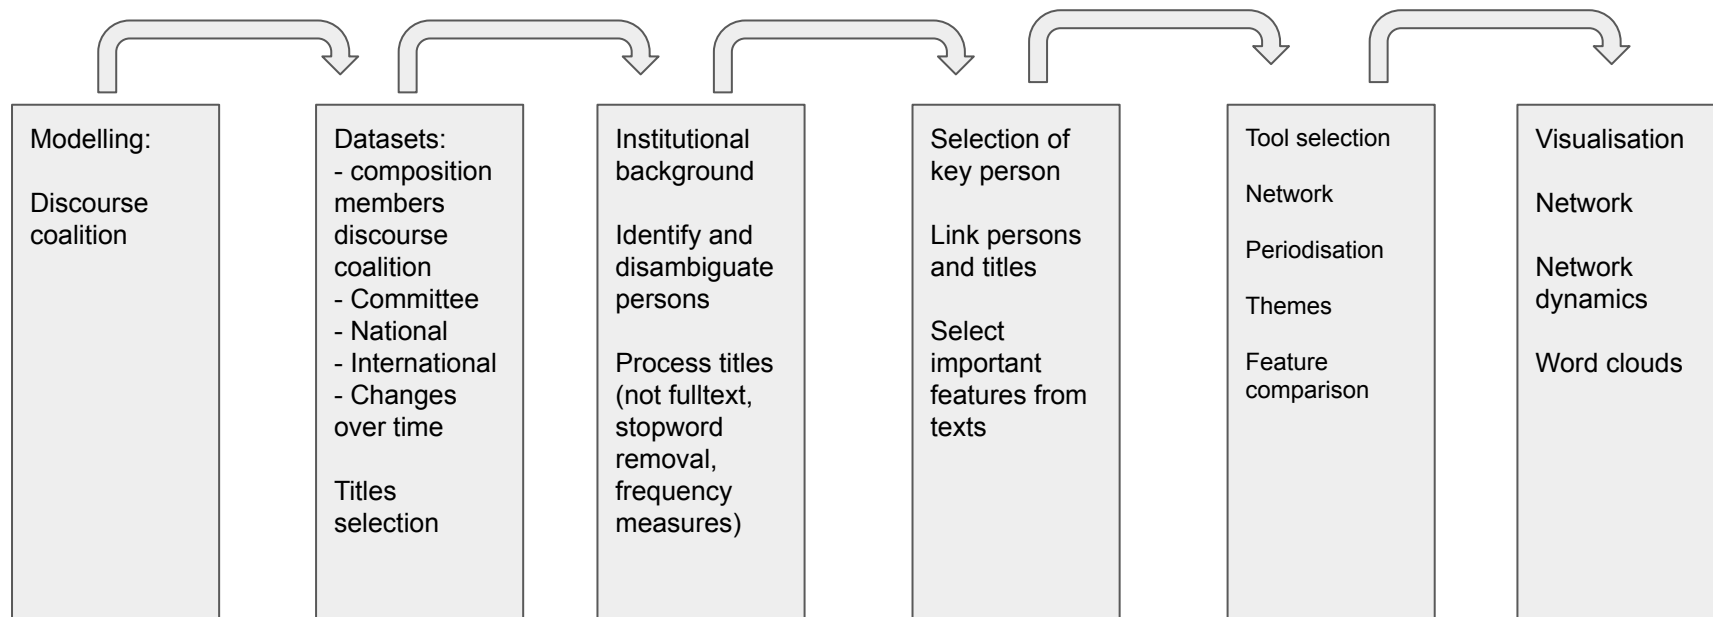 Modelling:
Discourse
coalition
Datasets:
- composition
members
discourse
coalition
- Committee
- National
- International
- Changes
over time
Titles
selection
Institutional
background
Identify and
disambiguate
persons
Process titles
(not fulltext,
stopword
removal,
frequency
measures)
Selection of
key person
Link persons
and titles
Select
important
features from
texts
Tool selection
Network
Periodisation
Themes
Feature
comparison
Visualisation
Network
Network
dynamics
Word clouds